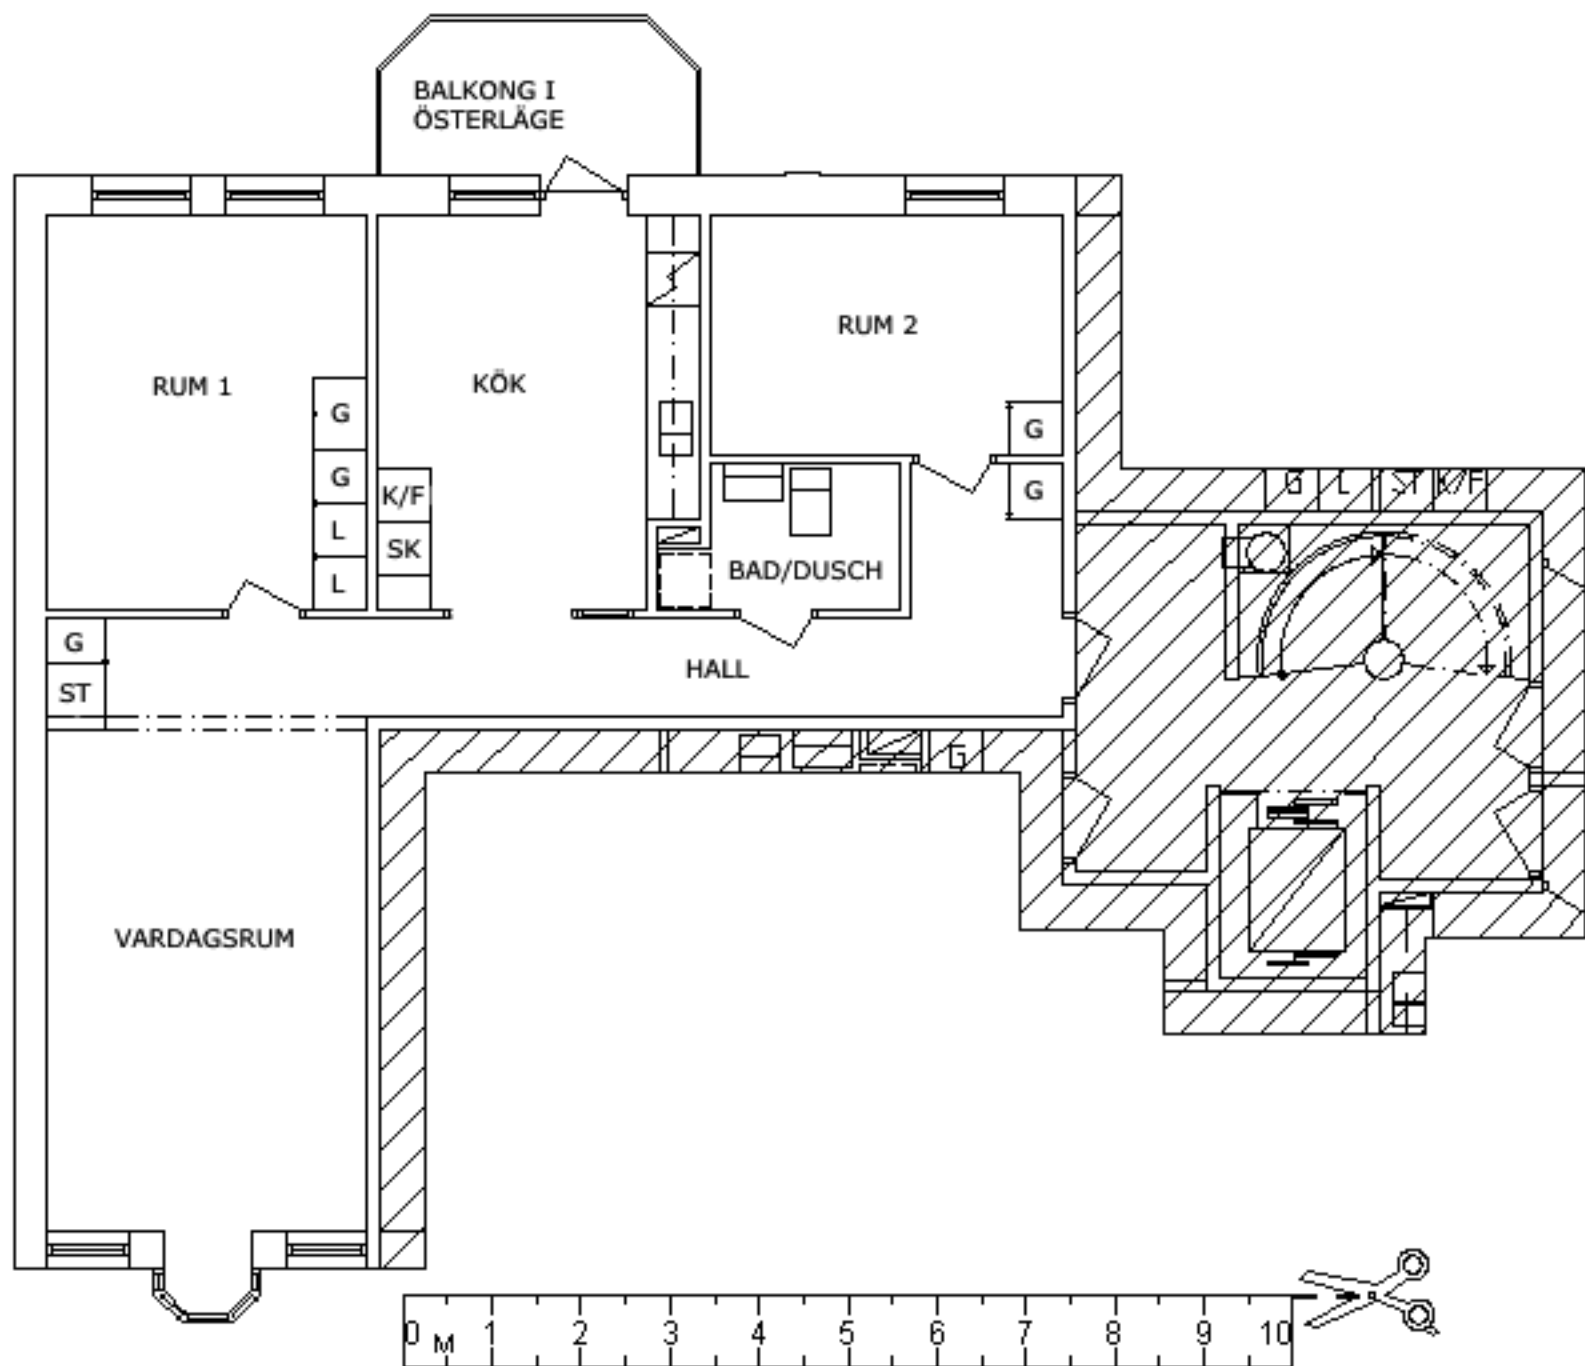 BALKONG I
ÖSTERLÄGE
RUM 1
KÖK
RUM 2
G
G
L
L
K/F
SK
G
G
BAD/DUSCH
G L ST K/F
G
ST
HALL
G
VARDAGSRUM
0 M 1 2 3 4 5 6 7 8 9 10